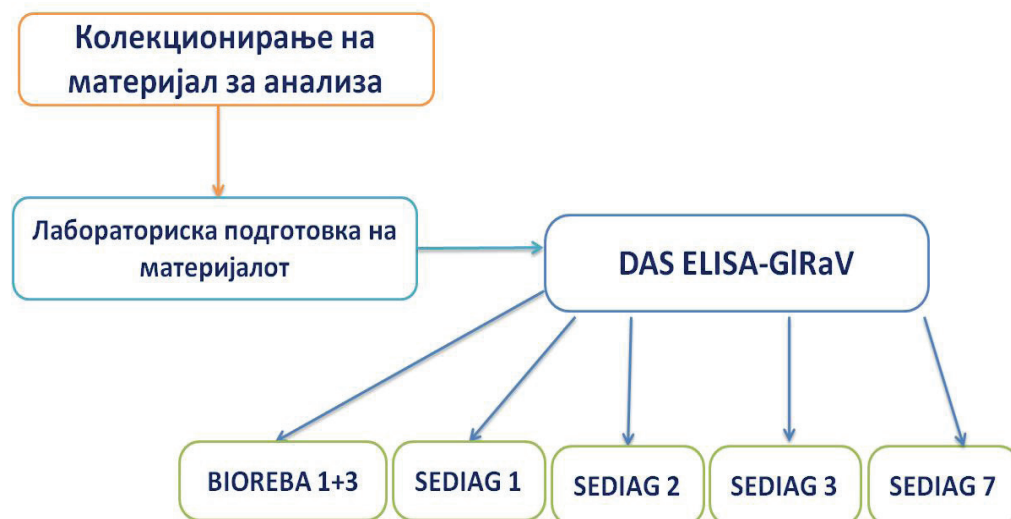 Колекционирање на
материјал за анализа
Лабораториска подготовка на
материјалот
DAS ELISA-GlRaV
BIOREBA 1+3
SEDIAG 1
SEDIAG 2
SEDIAG 3
SEDIAG 7